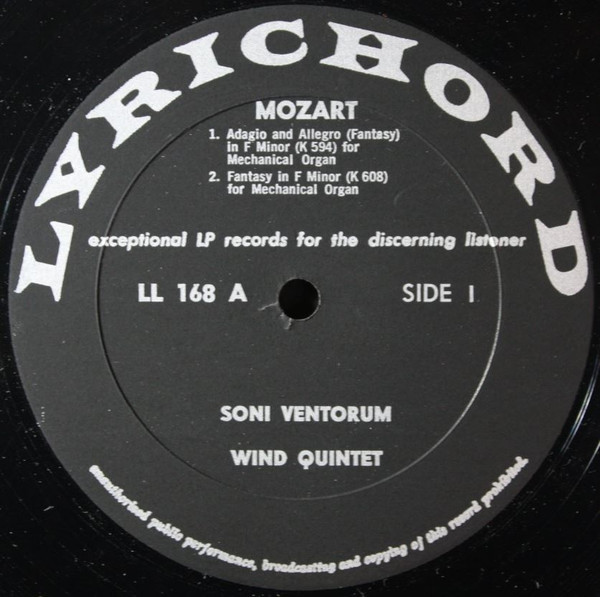 LYRICHORD
MOZART
1. Adagio and Allegro (Fantasy)
in F Minor (K 594) for
Mechanical Organ
2. Fantasy in F Minor (K 608)
for Mechanical Organ
exceptional LP records for the discerning listener
LL 168 A
SIDE 1
SONI VENTORUM
WIND QUINTET
unauthorized public performance, broadcasting and copying of this record prohibited.